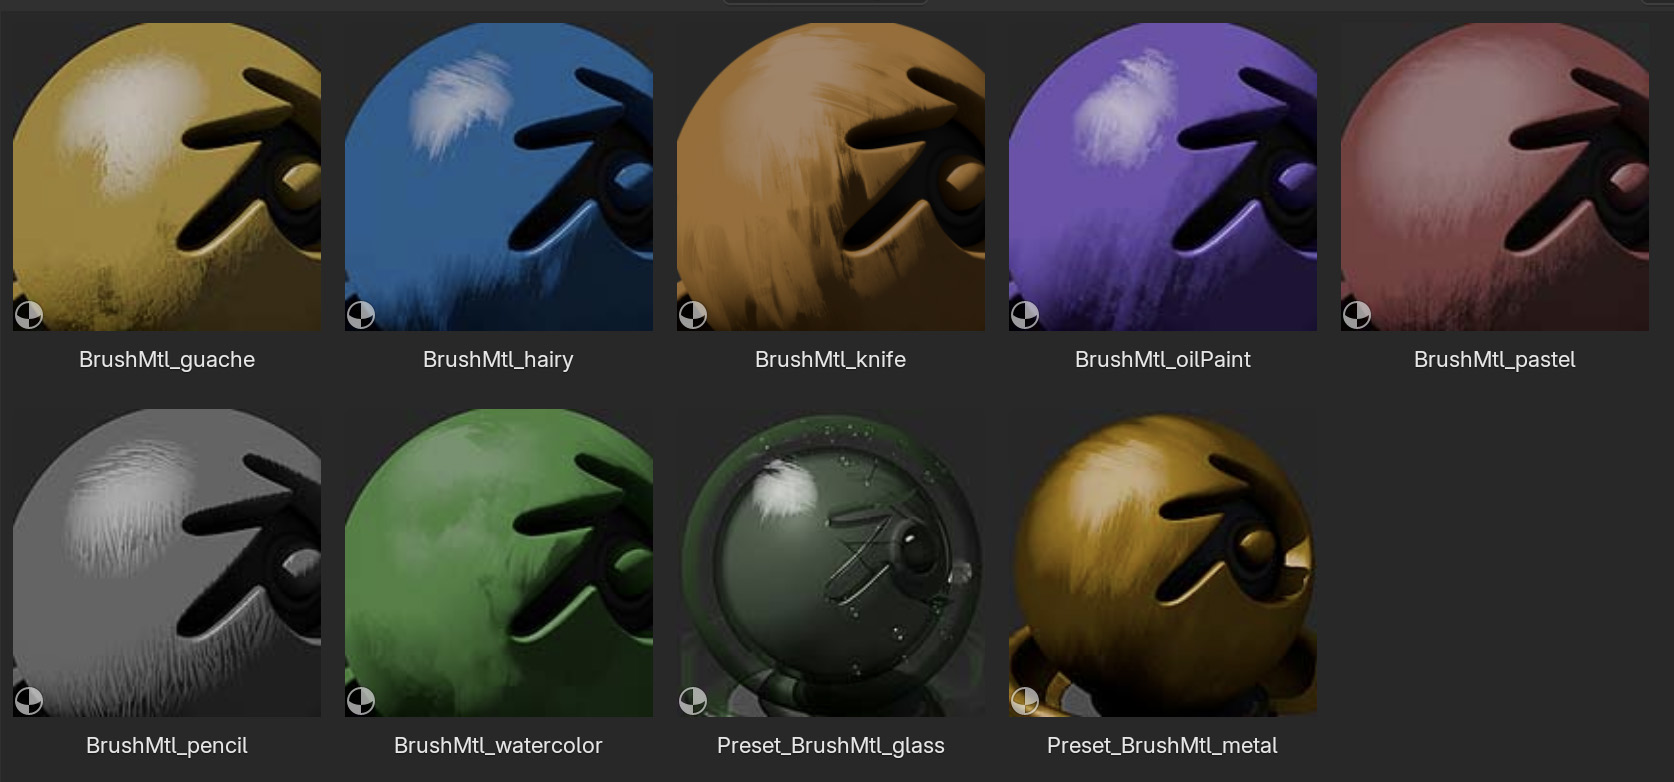 BrushMtl_guache
BrushMtl_hairy
BrushMtl_knife
BrushMtl_oilPaint
BrushMtl_pastel
BrushMtl_pencil
BrushMtl_watercolor
Preset_BrushMtl_glass
Preset_BrushMtl_metal